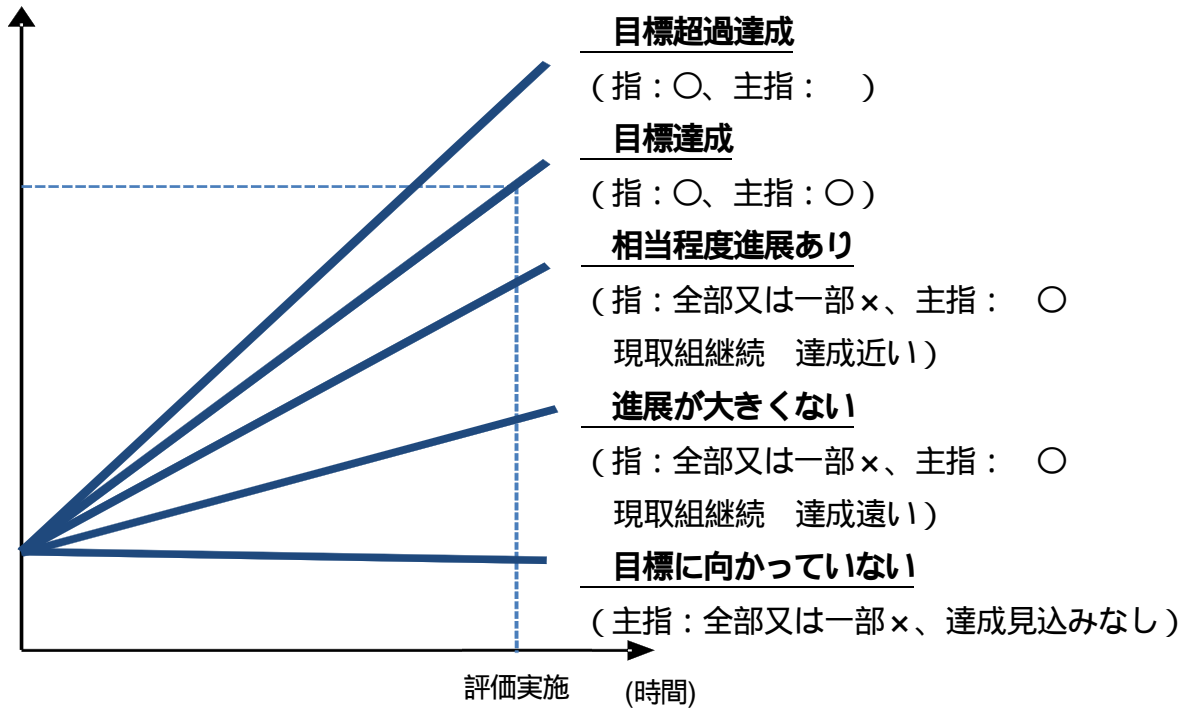 目標超過達成
(指:○、主指:　)
目標達成
(指:○、主指:○)
相当程度進展あり
(指:全部又は一部×、主指:　○
現取組継続　達成近い)
進展が大きくない
(指:全部又は一部×、主指:　○
現取組継続　達成遠い)
目標に向かっていない
(主指:全部又は一部×、達成見込みなし)
評価実施　(時間)